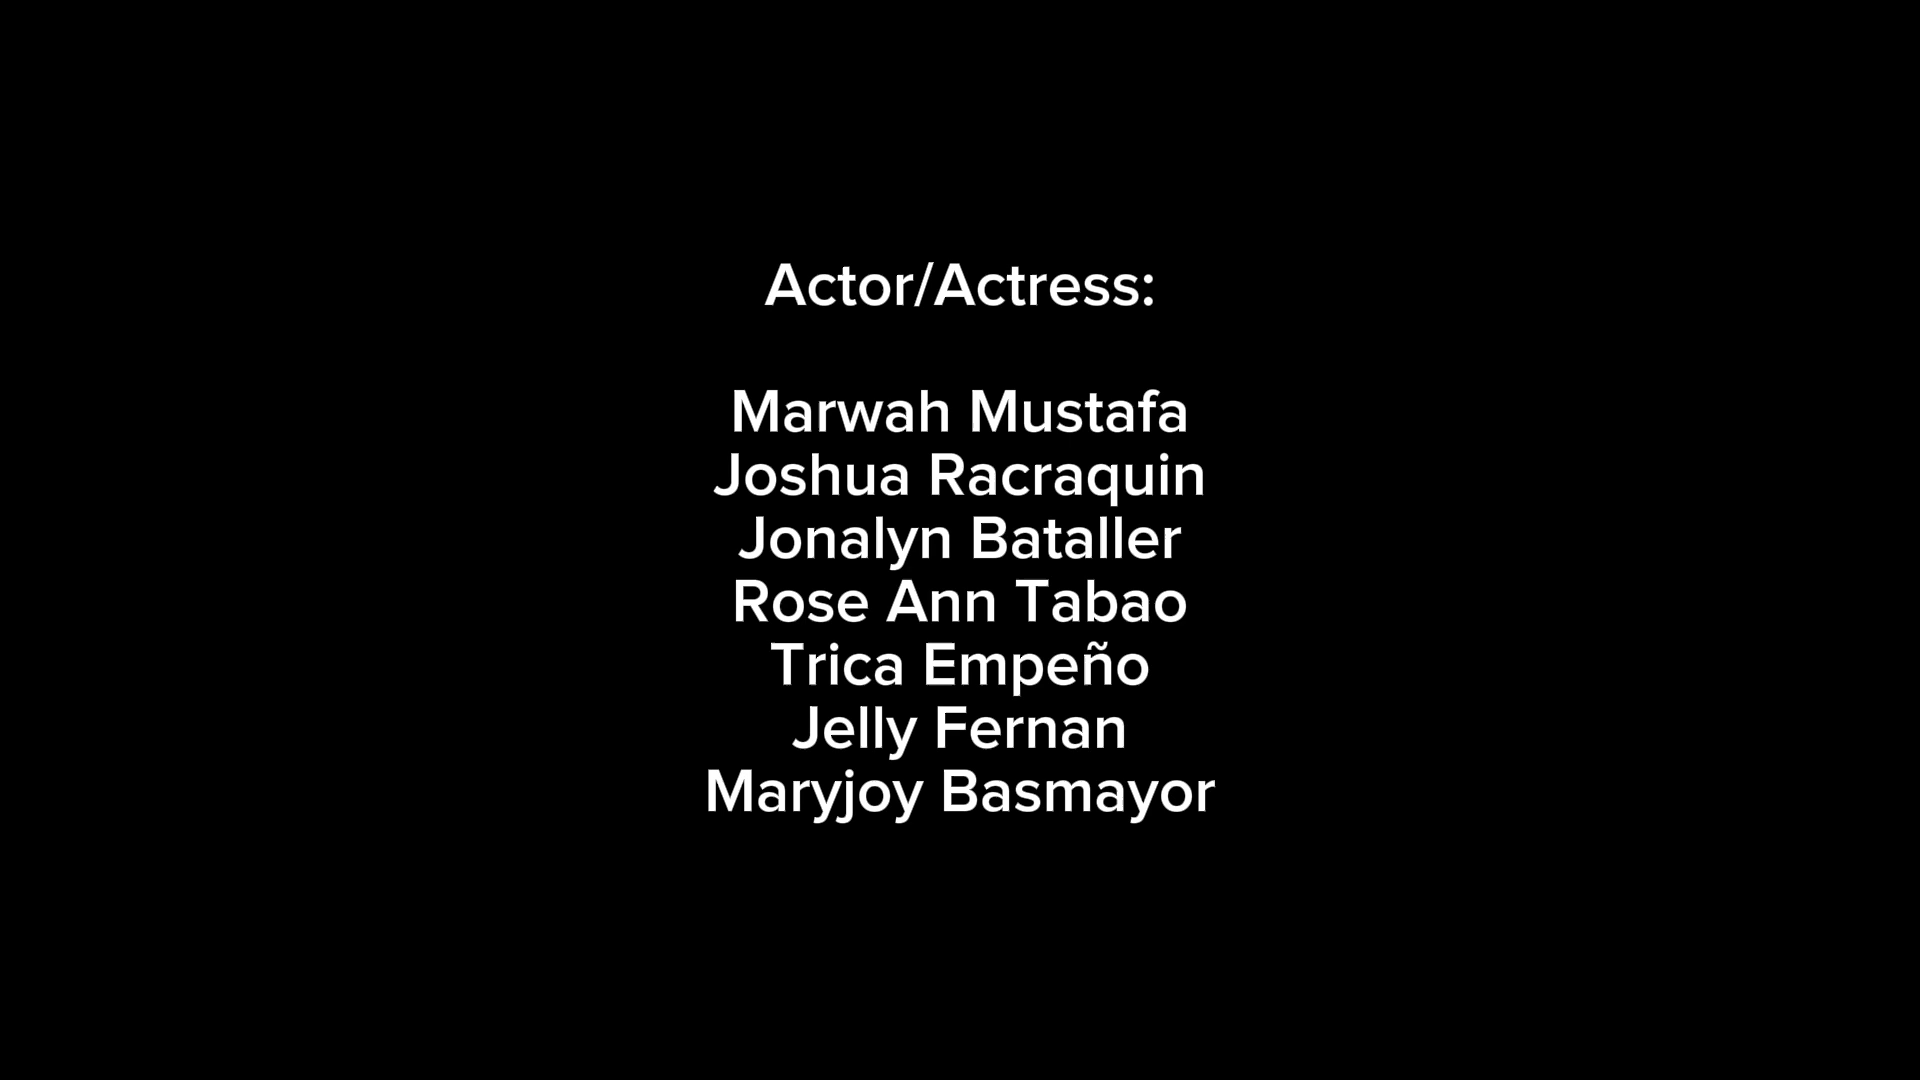 Actor/Actress:
Marwah Mustafa
Joshua Racraquin
Jonalyn Bataller
Rose Ann Tabao
Trica Empeño
Jelly Fernan
Maryjoy Basmayor